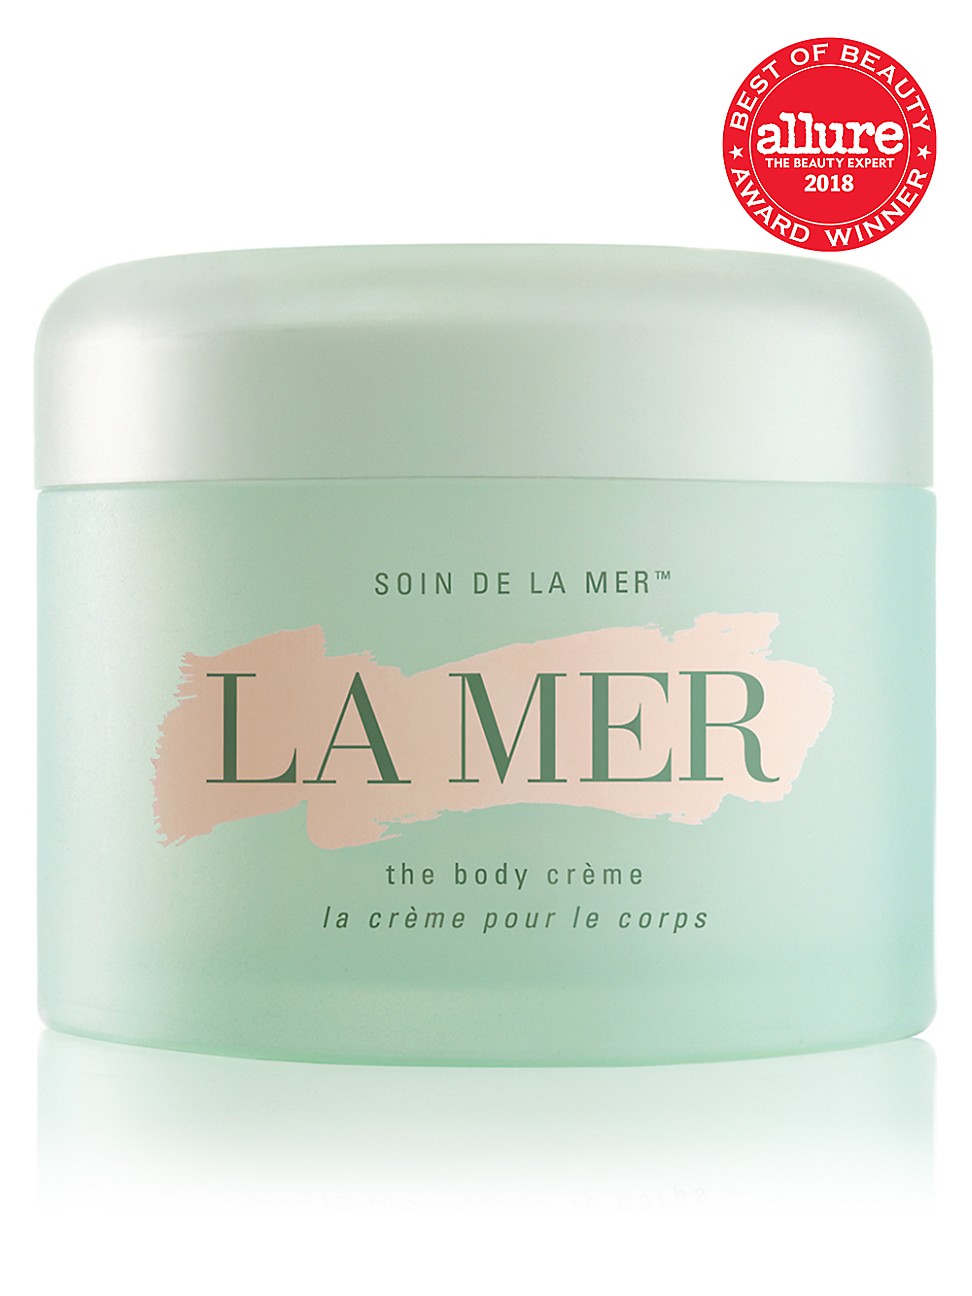 BEST OF BEAUTY
allure
THE BEAUTY EXPERT
2018
AWARD WINNER
SOIN DE LA MER™
LA MER
the body crème
la crème pour le corps